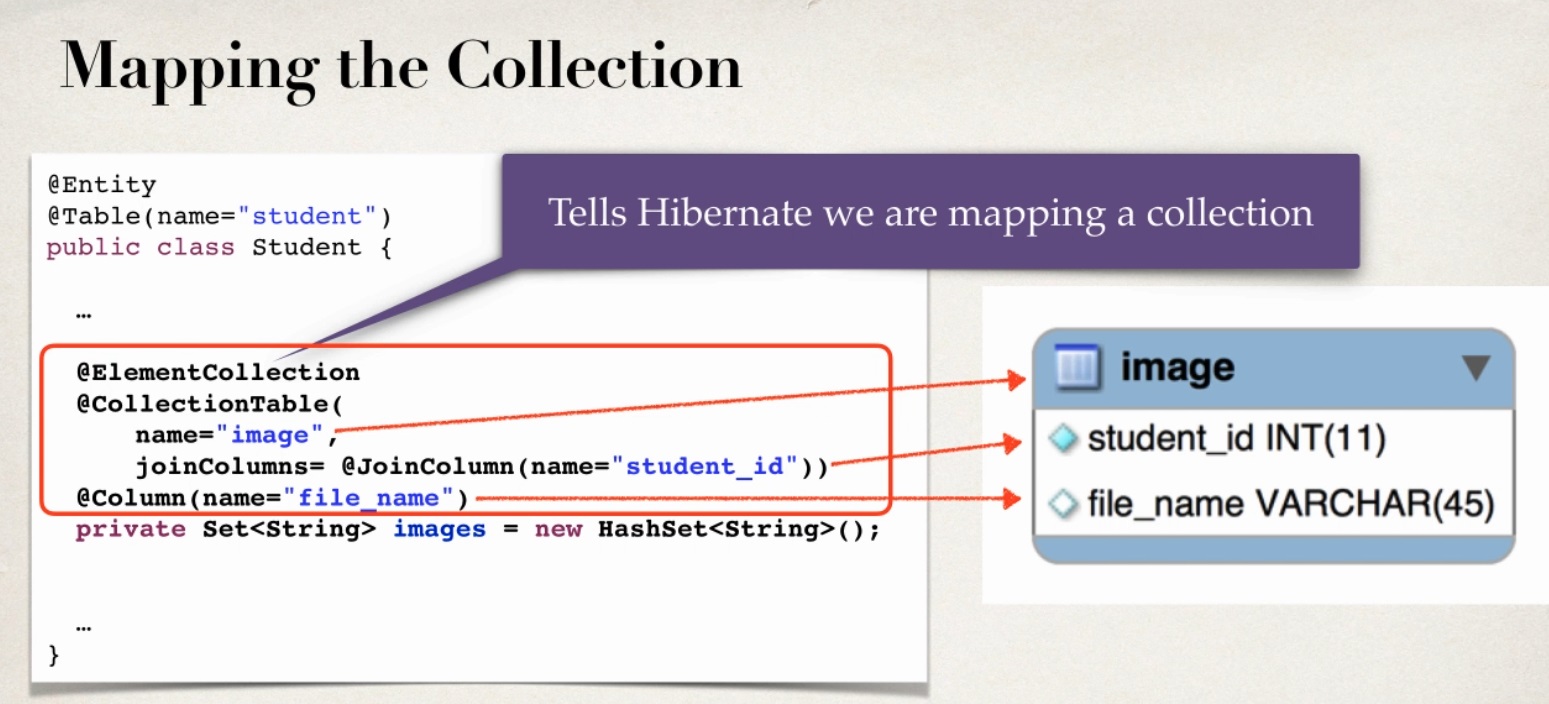 Mapping the Collection
@Entity
@Table(name="student")
public class Student {
Tells Hibernate we are mapping a collection
…
@ElementCollection
@CollectionTable(
name="image",
joinColumns= @JoinColumn(name="student_id"))
@Column(name="file_name")
private Set<String> images = new HashSet<String>();
…
}
image
student_id INT(11)
file_name VARCHAR(45)